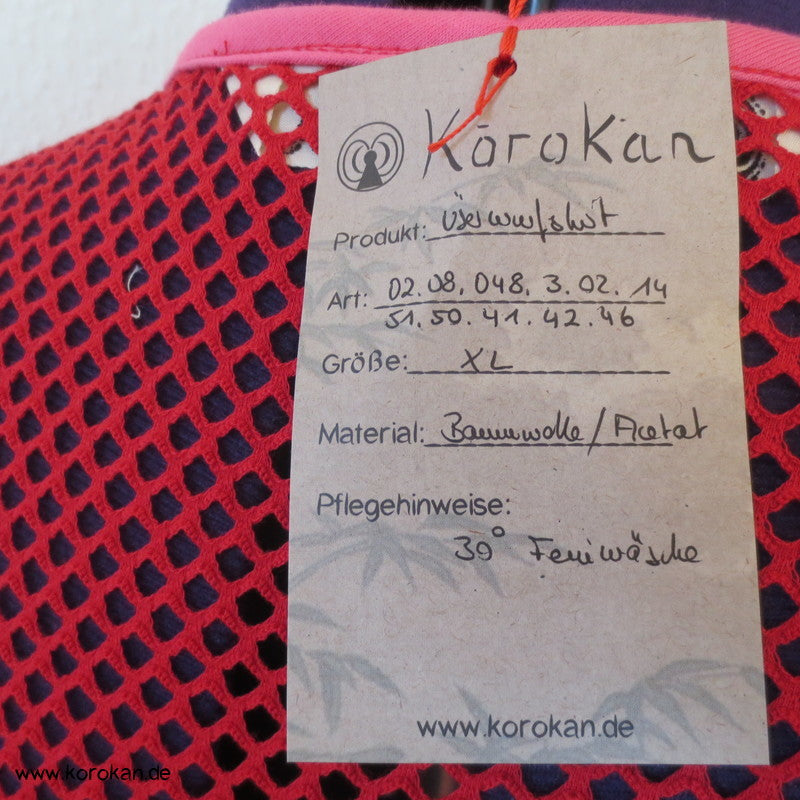 Korokan
Produkt: Überwurfshirt
Art: 02.08.048.3.02.14
51.50.41.42.46
Größe: XL
Material: Baumwolle/Acetat
Pflegehinweise:
30° Feinwäsche
www.korokan.de
www.korokan.de